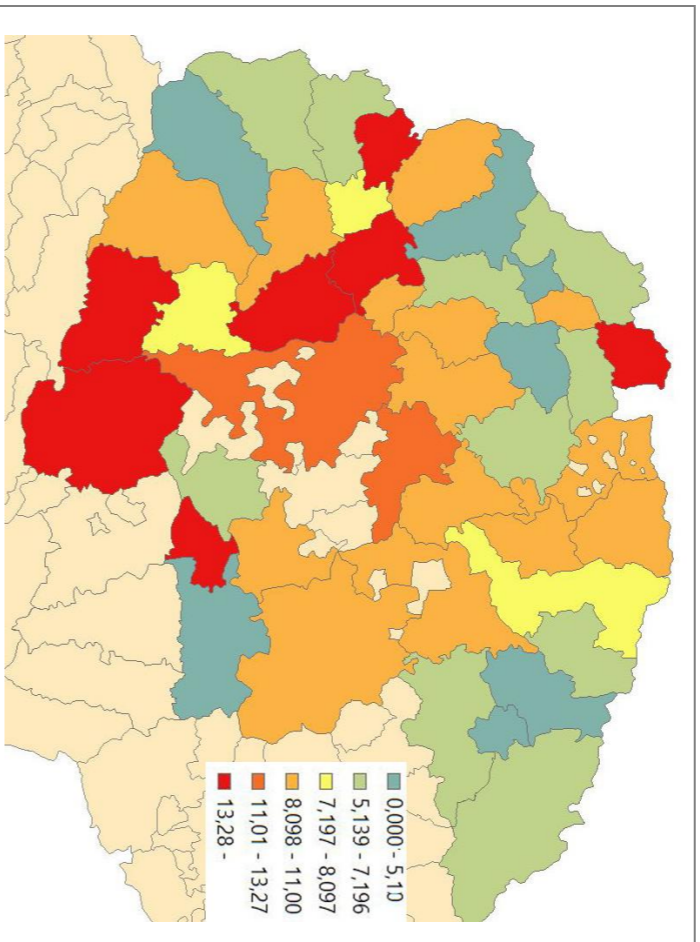 0,000 - 5,10
5,139 - 7,196
7,197 - 8,097
8,098 - 11,00
11,01 - 13,27
13,28 -